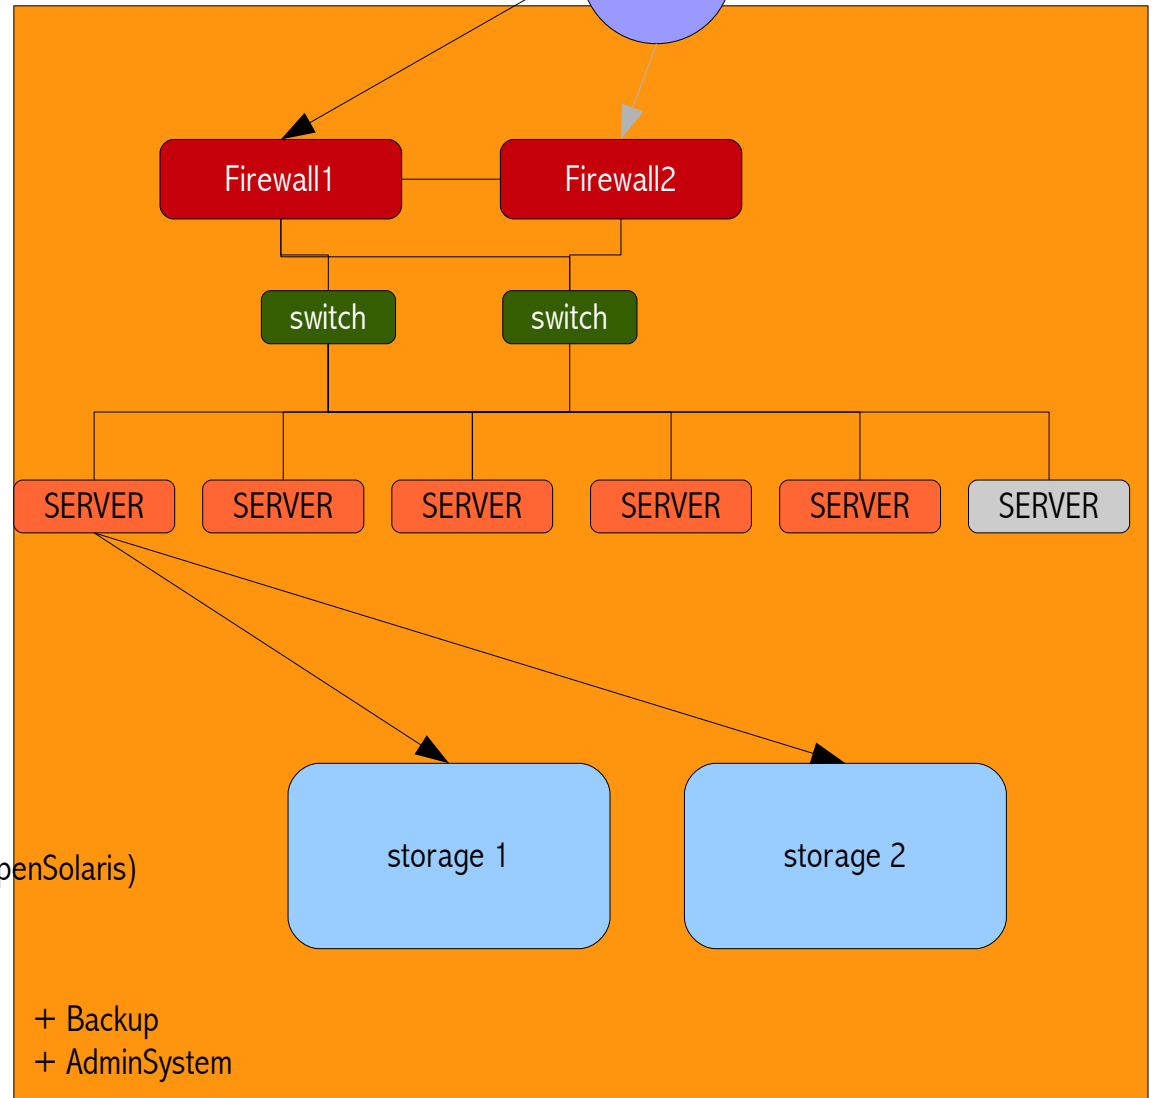 Firewall1
Firewall2
switch
switch
SERVER
SERVER
SERVER
SERVER
SERVER
SERVER
storage 1
storage 2
penSolaris)
+ Backup
+ AdminSystem